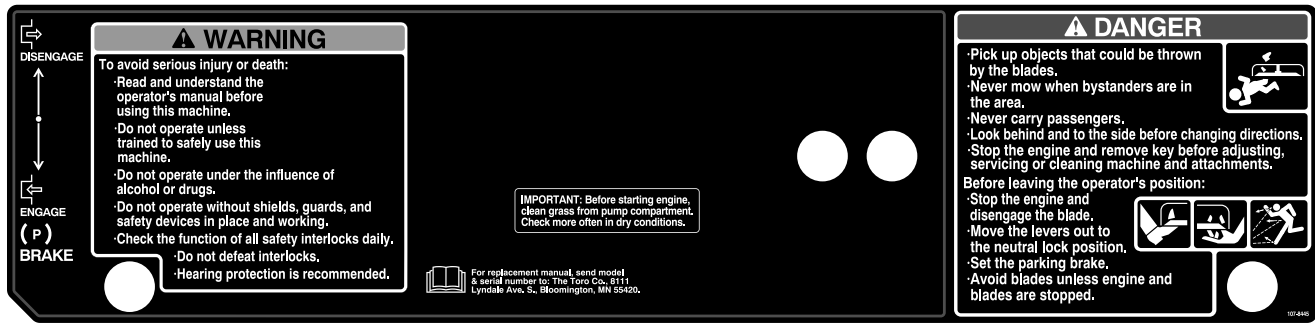 DISENGAGE
ENGAGE
(P)
BRAKE
WARNING
To avoid serious injury or death:
·Read and understand the
operator's manual before
using this machine.
·Do not operate unless
trained to safely use this
machine.
·Do not operate under the influence of
alcohol or drugs.
·Do not operate without shields, guards, and
safety devices in place and working.
·Check the function of all safety interlocks daily.
·Do not defeat interlocks.
·Hearing protection is recommended.
IMPORTANT: Before starting engine,
clean grass from pump compartment.
Check more often in dry conditions.
For replacement manual, send model
& serial number to: The Toro Co., 8111
Lyndale Ave. S., Bloomington, MN 55420.
DANGER
·Pick up objects that could be thrown
by the blades.
·Never mow when bystanders are in
the area.
·Never carry passengers.
·Look behind and to the side before changing directions.
·Stop the engine and remove key before adjusting,
servicing or cleaning machine and attachments.
Before leaving the operator's position:
·Stop the engine and
disengage the blade.
·Move the levers out to
the neutral lock position.
·Set the parking brake.
·Avoid blades unless engine and
blades are stopped.
107-8445